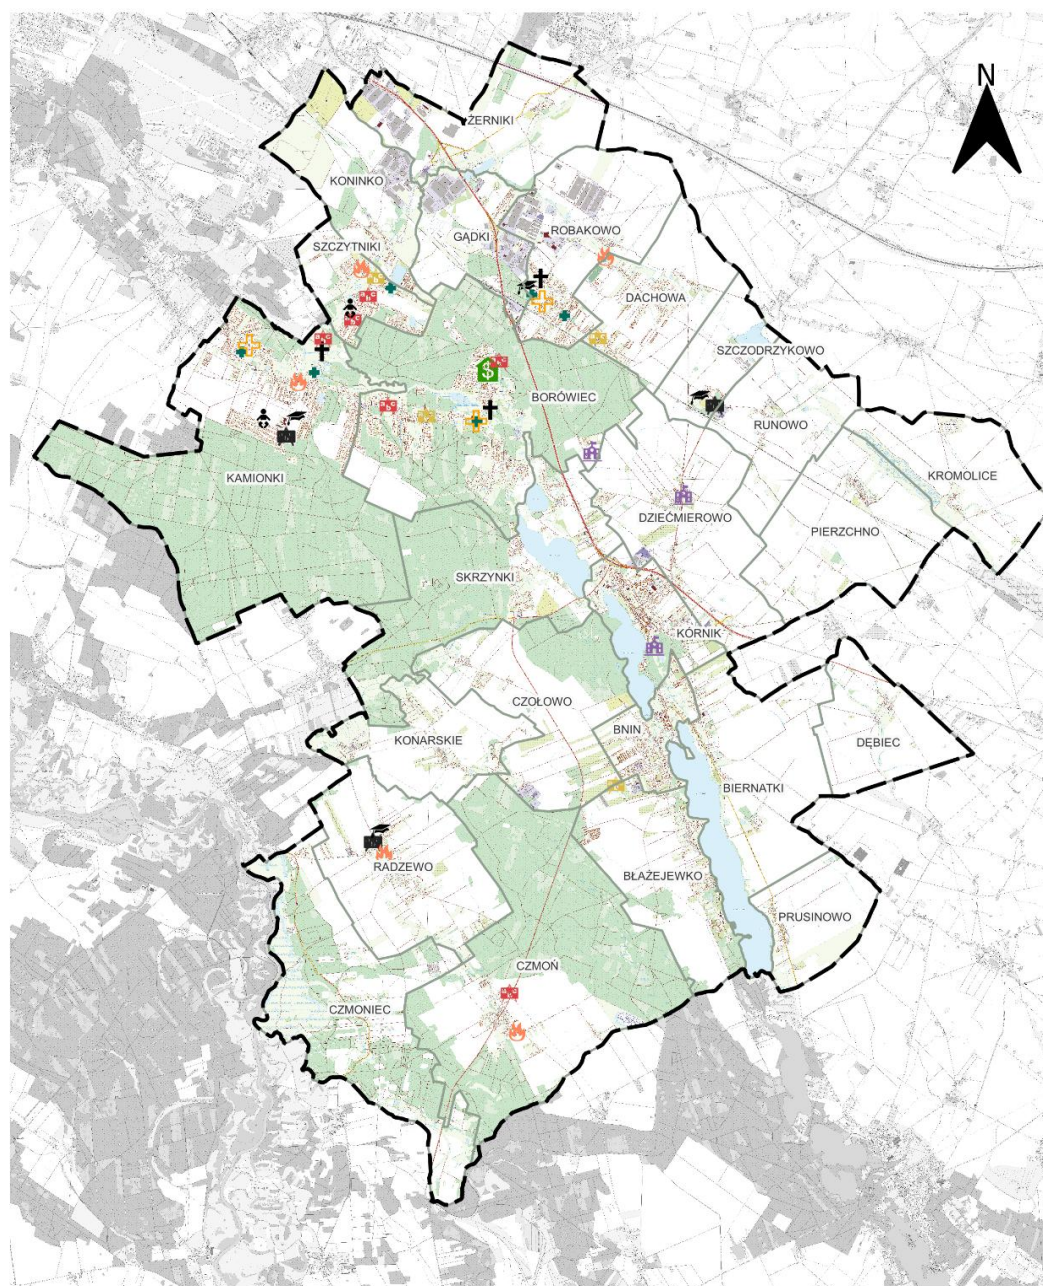 N
ŻERNIKI
KONINKO
GĄDKI
ROBAKOWO
SZCZYTNIKI
DACHOWA
SZCZODRZYKOWO
BORÓWIEC
RUNOWO
KAMIONKI
KROMOLICE
DZIEĆMIEROWO
PIERZCHNO
SKRZYNKI
KÓRNIK
CZOŁOWO
BNIN
KONARSKIE
DĘBIEC
BIERNATKI
RADZEWO
BŁAŻEJEWKO
PRUSINOWO
CZMOŃ
CZMONIEC